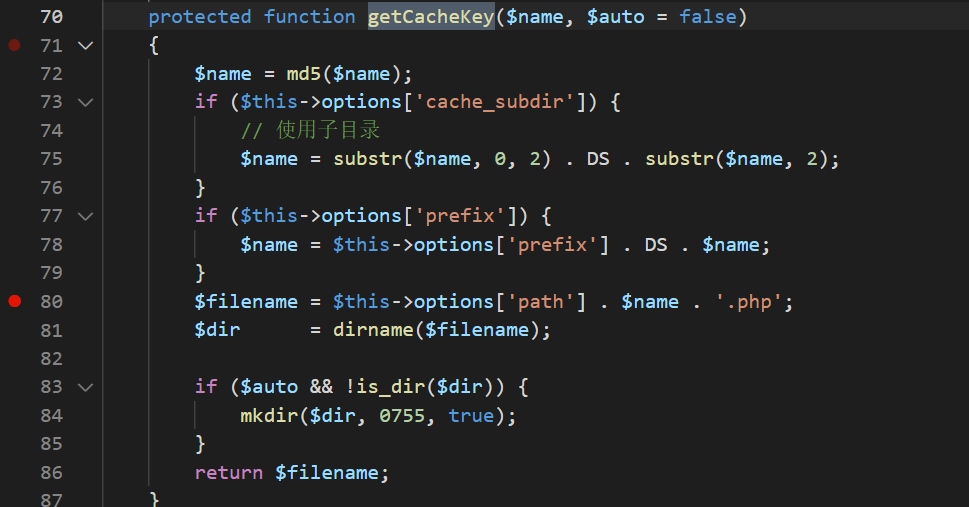 70 protected function getCacheKey($name, $auto = false)
71 {
72 $name = md5($name);
73 if ($this->options['cache_subdir']) {
74 // 使用子目录
75 $name = substr($name, 0, 2) . DS . substr($name, 2);
76 }
77 if ($this->options['prefix']) {
78 $name = $this->options['prefix'] . DS . $name;
79 }
80 $filename = $this->options['path'] . $name . '.php';
81 $dir      = dirname($filename);
82
83 if ($auto && !is_dir($dir)) {
84 mkdir($dir, 0755, true);
85 }
86 return $filename;
87 }